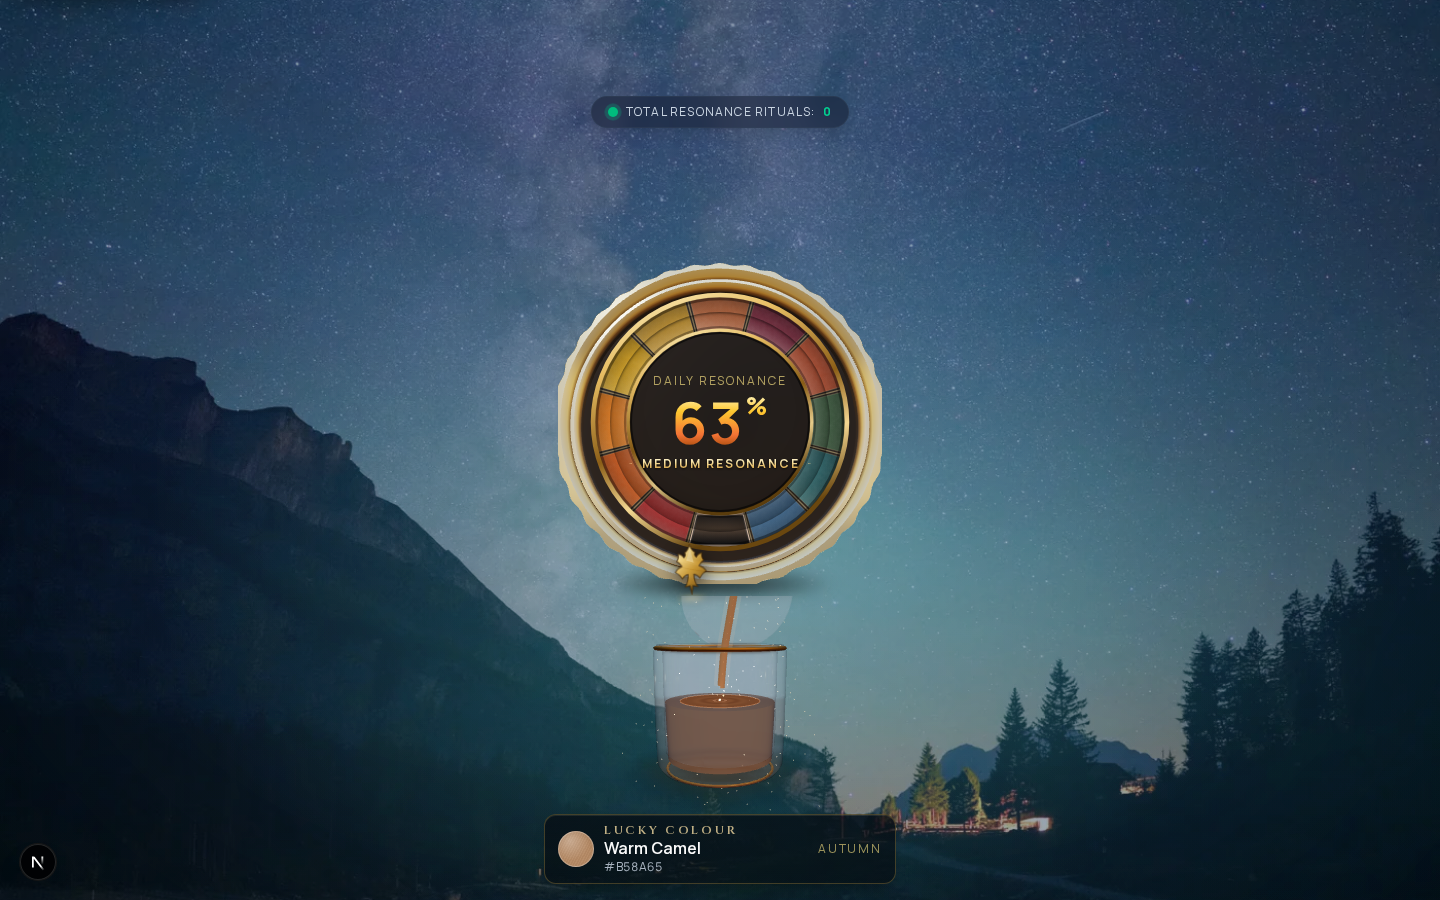 TOTAL RESONANCE RITUALS: 0
DAILY RESONANCE
63%
MEDIUM RESONANCE
LUCKY COLOUR
Warm Camel
AUTUMN
#B58A65
N